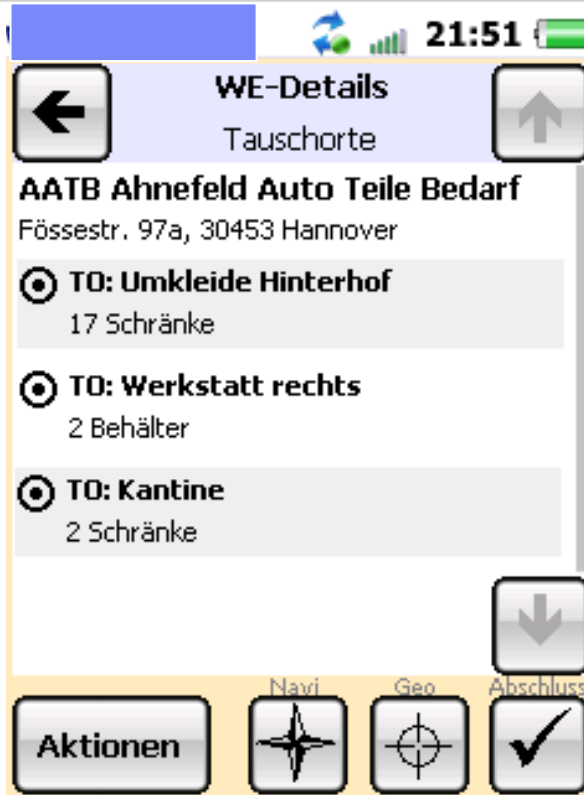 21:51
WE-Details
Tauschorte
AATB Ahnefeld Auto Teile Bedarf
Fössestr. 97a, 30453 Hannover
TO: Umkleide Hinterhof
17 Schränke
TO: Werkstatt rechts
2 Behälter
TO: Kantine
2 Schränke
Navi Geo Abschluss
Aktionen